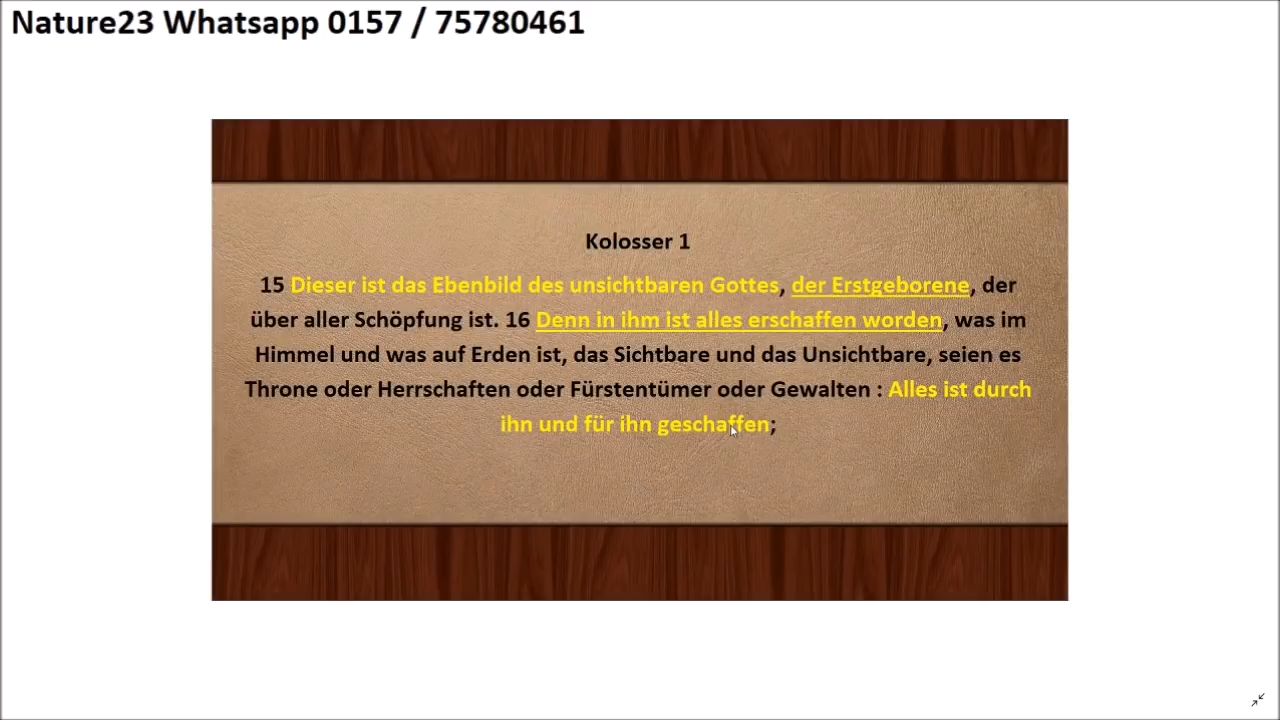 Nature23 Whatsapp 0157 / 75780461
Kolosser 1
15 Dieser ist das Ebenbild des unsichtbaren Gottes, der Erstgeborene, der
über aller Schöpfung ist. 16 Denn in ihm ist alles erschaffen worden, was im
Himmel und was auf Erden ist, das Sichtbare und das Unsichtbare, seien es
Throne oder Herrschaften oder Fürstentümer oder Gewalten : Alles ist durch
ihn und für ihn geschaffen;